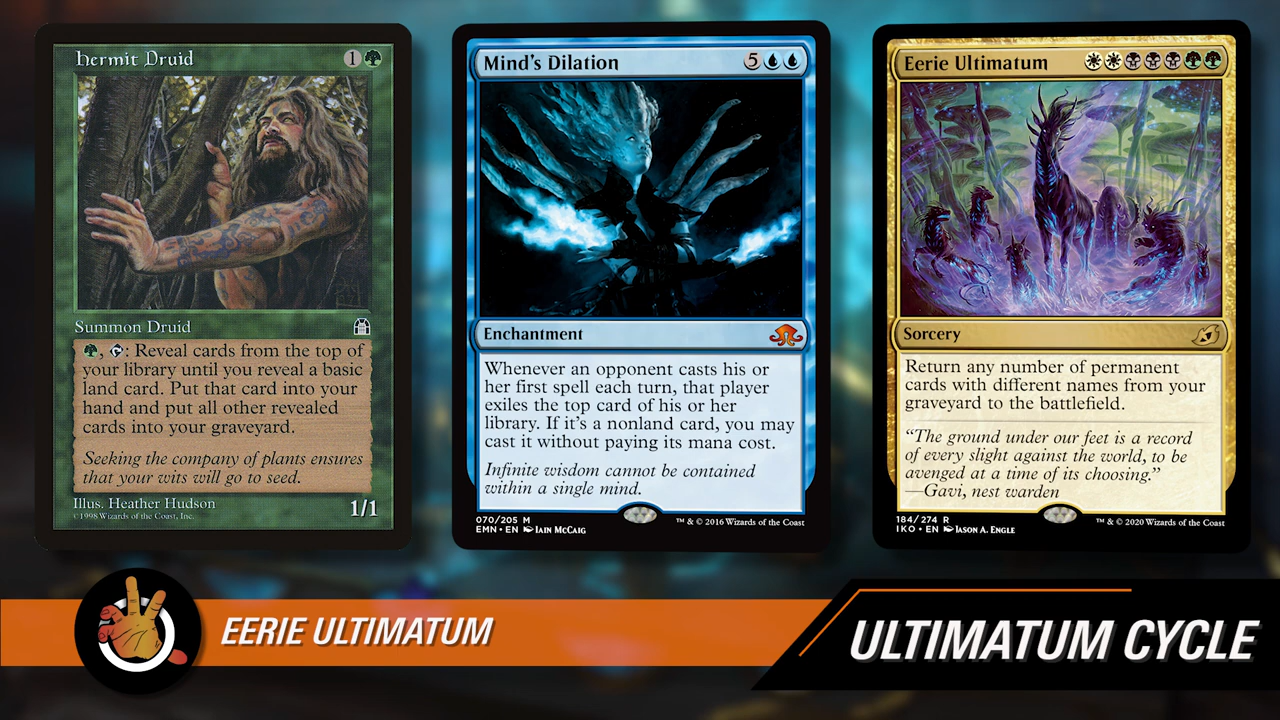 Hermit Druid 1
Summon Druid
, : Reveal cards from the top of
your library until you reveal a basic
land card. Put that card into your
hand and put all other revealed
cards into your graveyard.
Seeking the company of plants ensures
that your wits will go to seed.
Illus. Heather Hudson
©1998 Wizards of the Coast, Inc.
1/1
Mind's Dilation 5
Enchantment
Whenever an opponent casts his or
her first spell each turn, that player
exiles the top card of his or her
library. If it's a nonland card, you may
cast it without paying its mana cost.
Infinite wisdom cannot be contained
within a single mind.
070/205 M
EMN • EN Iain McCaig
™ & © 2016 Wizards of the Coast
Eerie Ultimatum
Sorcery
Return any number of permanent
cards with different names from your
graveyard to the battlefield.
“The ground under our feet is a record
of every slight against the world, to be
avenged at a time of its choosing.”
—Gavi, nest warden
184/274 R
IKO • EN Jason A. Engle
™ & © 2020 Wizards of the Coast
EERIE ULTIMATUM
ULTIMATUM CYCLE